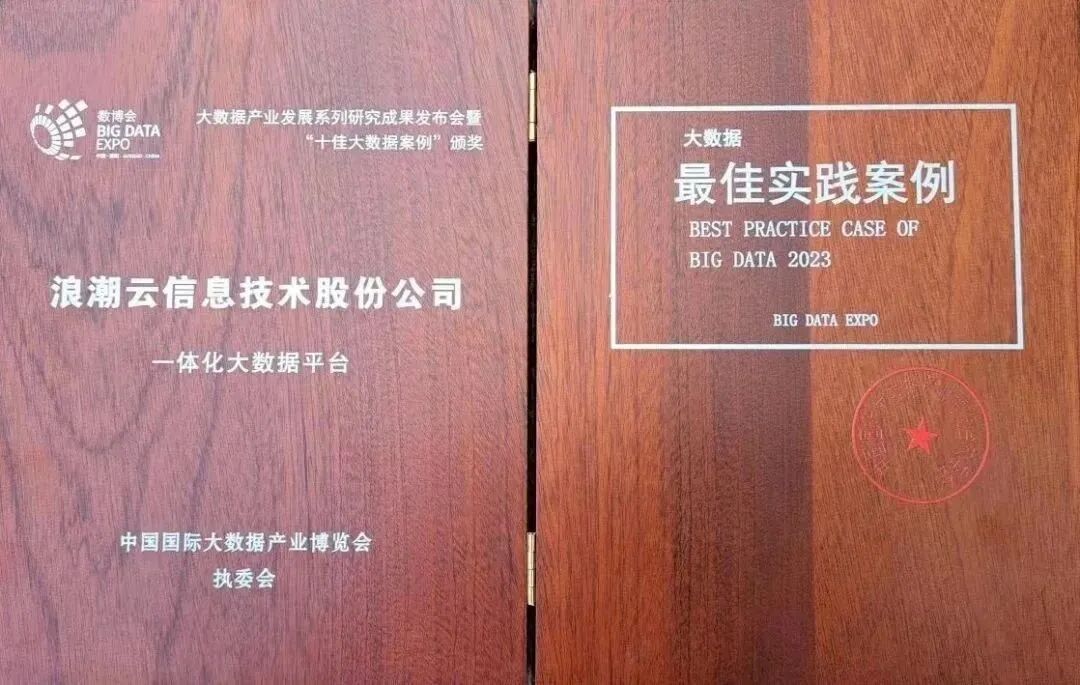 数博会
BIG DATA
EXPO
大数据产业发展系列研究成果发布会暨
“十佳大数据案例”颁奖
浪潮云信息技术股份公司
一体化大数据平台
中国国际大数据产业博览会
执委会
大数据
最佳实践案例
BEST PRACTICE CASE OF
BIG DATA 2023
BIG DATA EXPO